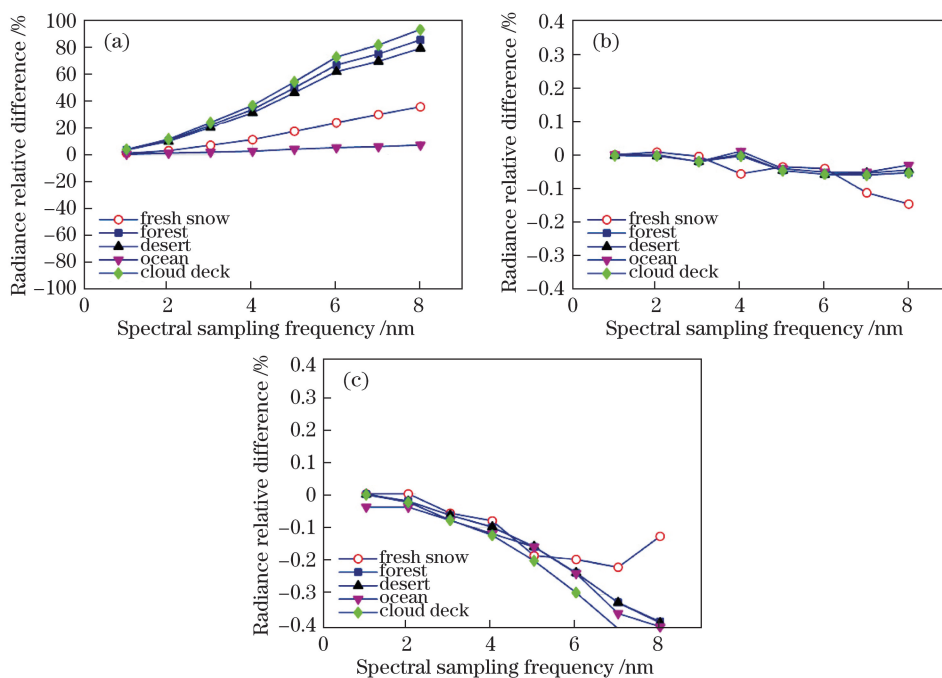 (a)
Radiance relative difference /%
100
80
60
40
20
0
−20
−40
−60
−80
−100
fresh snow
forest
desert
ocean
cloud deck
0 2 4 6 8
Spectral sampling frequency /nm
(b)
Radiance relative difference /%
0.4
0.3
0.2
0.1
0
−0.1
−0.2
−0.3
−0.4
fresh snow
forest
desert
ocean
cloud deck
0 2 4 6 8
Spectral sampling frequency /nm
(c)
Radiance relative difference /%
0.4
0.3
0.2
0.1
0
−0.1
−0.2
−0.3
−0.4
fresh snow
forest
desert
ocean
cloud deck
0 2 4 6 8
Spectral sampling frequency /nm